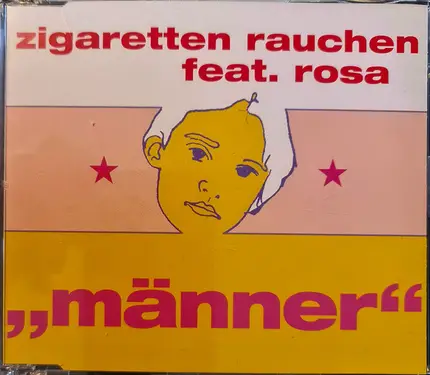 zigaretten rauchen
feat. rosa
„männer“